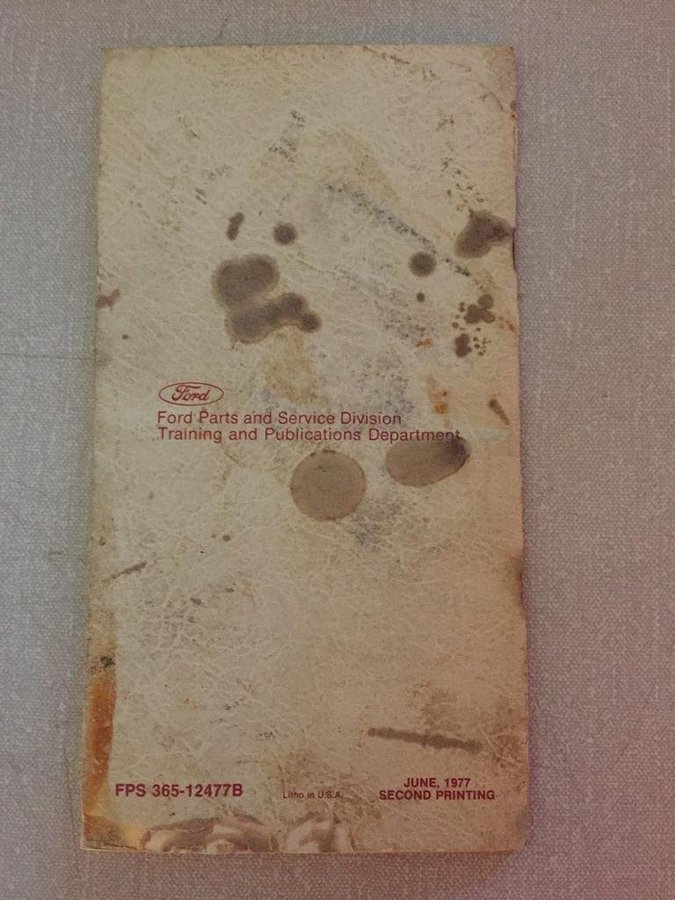 Ford
Ford Parts and Service Division
Training and Publications Department
FPS 365-12477B
Litho in U.S.A.
JUNE, 1977
SECOND PRINTING